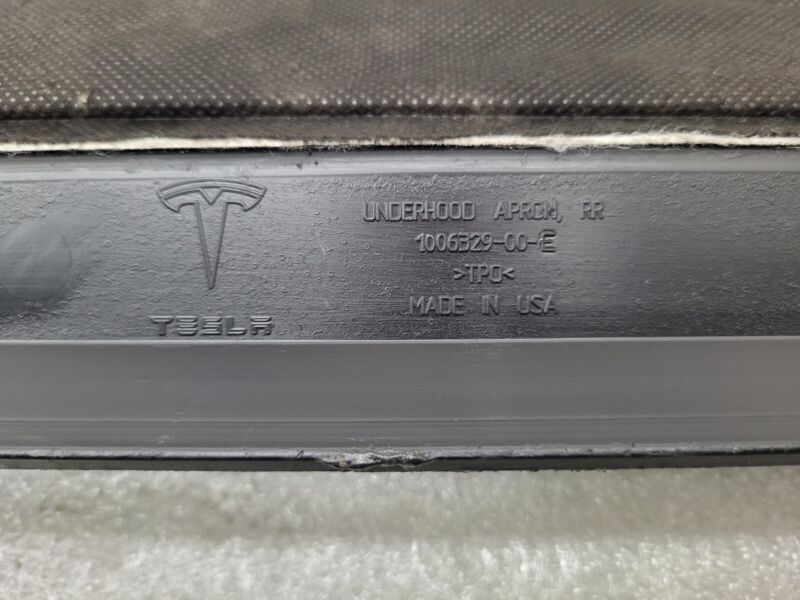 UNDERHOOD APRON, RR
1006329-00-E
>TPO<
MADE IN USA
TESLA